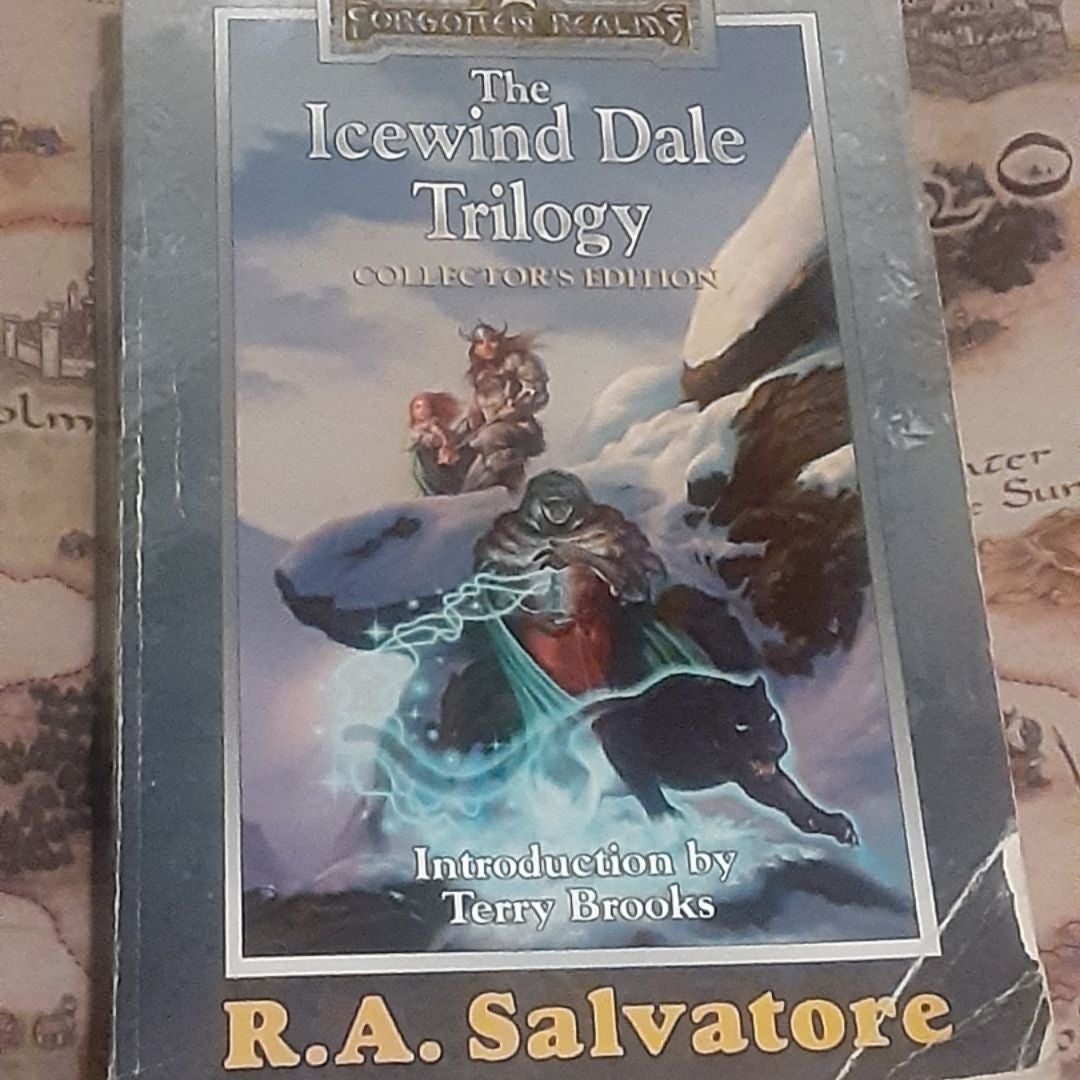 FORGOTTEN REALMS
The
Icewind Dale
Trilogy
COLLECTOR'S EDITION
Introduction by
Terry Brooks
R.A. Salvatore